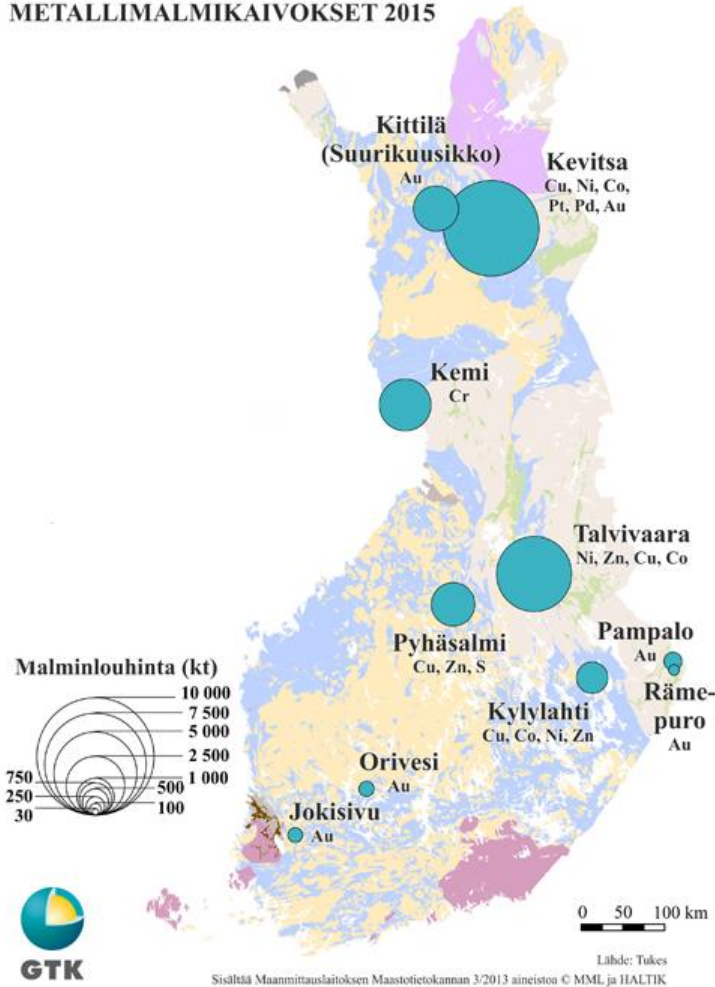 METALLIMALMIKAIVOKSET 2015
Kittilä
(Suurikuusikko)
Au
Kevitsa
Cu, Ni, Co,
Pt, Pd, Au
Kemi
Cr
Talvivaara
Ni, Zn, Cu, Co
Pyhäsalmi
Cu, Zn, S
Pampalo
Au
Räme-
puro
Au
Kylylahti
Cu, Co, Ni, Zn
Orivesi
Au
Jokisivu
Au
Malminlouhinta (kt)
10 000
7 500
5 000
2 500
750
1 000
250
500
30
100
0 50 100 km
GTK
Lähde: Tukes
Sisältää Maanmittauslaitoksen Maastotietokannan 3/2013 aineistoa © MML ja HALTIK